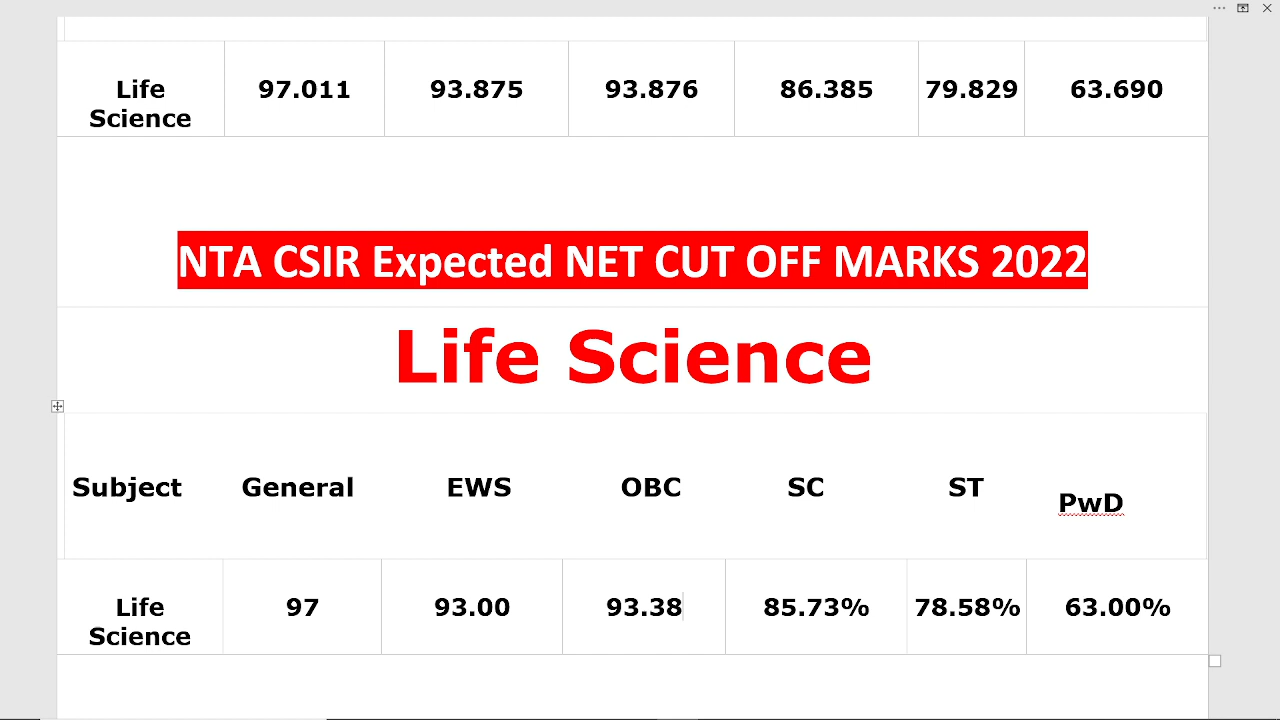 Life Science 97.011 93.875 93.876 86.385 79.829 63.690
NTA CSIR Expected NET CUT OFF MARKS 2022
Life Science
Subject General EWS OBC SC ST PwD
Life Science 97 93.00 93.38 85.73% 78.58% 63.00%